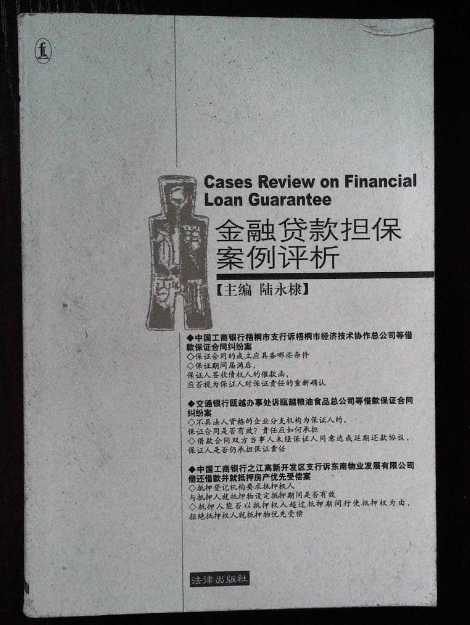 Cases Review on Financial
Loan Guarantee
金融贷款担保
案例评析
【主编 陆永棣】
◆中国工商银行梧桐市支行诉梧桐市经济技术协作总公司等借
款保证合同纠纷案
◇保证合同的成立应具备哪些条件
◇保证期间届满后，
保证人签收债权人的催款函，
应否视为保证人对保证责任的重新确认
◆交通银行瓯越办事处诉瓯越粮油食品总公司等借款保证合同
纠纷案
◇不具法人资格的企业分支机构为保证人的，
保证合同是否有效？责任应如何承担
◇借款合同双方当事人未经保证人同意达成延期还款协议，
保证人是否仍承担保证责任
◆中国工商银行之江高新开发区支行诉东南物业发展有限公司
偿还借款并就抵押房产优先受偿案
◇抵押登记机构要求抵押权人
与抵押人就抵押物设定抵押期间是否有效
◇抵押人能否以抵押权人超过抵押期间行使抵押权为由，
拒绝抵押权人就抵押物优先受偿
法律出版社